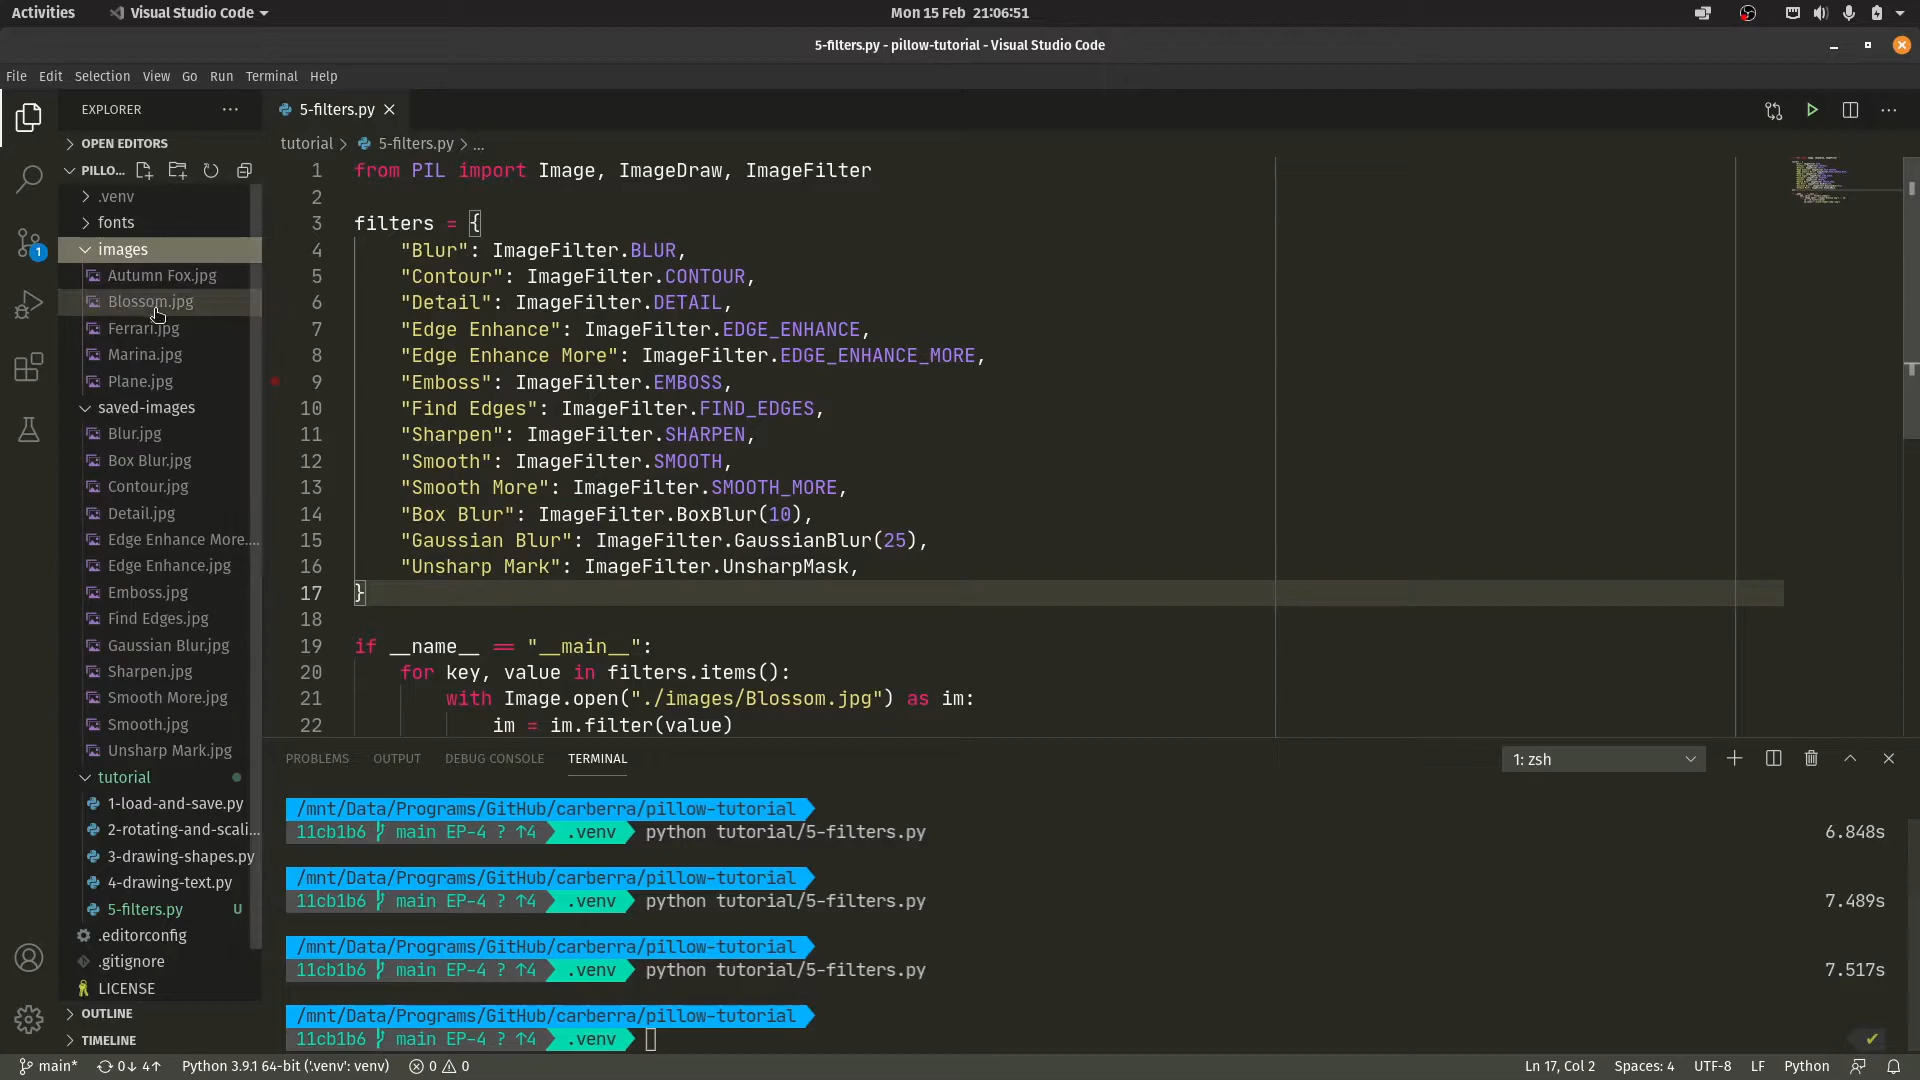 Activities
Visual Studio Code
Mon 15 Feb 21:06:51
5-filters.py - pillow-tutorial - Visual Studio Code
File Edit Selection View Go Run Terminal Help
EXPLORER
OPEN EDITORS
PILLO...
.venv
fonts
images
Autumn Fox.jpg
Blossom.jpg
Ferrari.jpg
Marina.jpg
Plane.jpg
saved-images
Blur.jpg
Box Blur.jpg
Contour.jpg
Detail.jpg
Edge Enhance More....
Edge Enhance.jpg
Emboss.jpg
Find Edges.jpg
Gaussian Blur.jpg
Sharpen.jpg
Smooth More.jpg
Smooth.jpg
Unsharp Mark.jpg
tutorial
1-load-and-save.py
2-rotating-and-scali...
3-drawing-shapes.py
4-drawing-text.py
5-filters.py U
.editorconfig
.gitignore
LICENSE
OUTLINE
TIMELINE
1
5-filters.py
tutorial > 5-filters.py > ...
1 from PIL import Image, ImageDraw, ImageFilter
2
3 filters = {
4 "Blur": ImageFilter.BLUR,
5 "Contour": ImageFilter.CONTOUR,
6 "Detail": ImageFilter.DETAIL,
7 "Edge Enhance": ImageFilter.EDGE_ENHANCE,
8 "Edge Enhance More": ImageFilter.EDGE_ENHANCE_MORE,
9 "Emboss": ImageFilter.EMBOSS,
10 "Find Edges": ImageFilter.FIND_EDGES,
11 "Sharpen": ImageFilter.SHARPEN,
12 "Smooth": ImageFilter.SMOOTH,
13 "Smooth More": ImageFilter.SMOOTH_MORE,
14 "Box Blur": ImageFilter.BoxBlur(10),
15 "Gaussian Blur": ImageFilter.GaussianBlur(25),
16 "Unsharp Mark": ImageFilter.UnsharpMask,
17 }
18
19 if __name__ == "__main__":
20 for key, value in filters.items():
21 with Image.open("./images/Blossom.jpg") as im:
22 im = im.filter(value)
PROBLEMS OUTPUT DEBUG CONSOLE TERMINAL
1: zsh
/mnt/Data/Programs/GitHub/carberra/pillow-tutorial
11cb1b6 main EP-4 ? ↑4 .venv python tutorial/5-filters.py 6.848s
/mnt/Data/Programs/GitHub/carberra/pillow-tutorial
11cb1b6 main EP-4 ? ↑4 .venv python tutorial/5-filters.py 7.489s
/mnt/Data/Programs/GitHub/carberra/pillow-tutorial
11cb1b6 main EP-4 ? ↑4 .venv python tutorial/5-filters.py 7.517s
/mnt/Data/Programs/GitHub/carberra/pillow-tutorial
11cb1b6 main EP-4 ? ↑4 .venv
main* 0↓ 4↑ Python 3.9.1 64-bit ('.venv': venv) 0 0 Ln 17, Col 2 Spaces: 4 UTF-8 LF Python